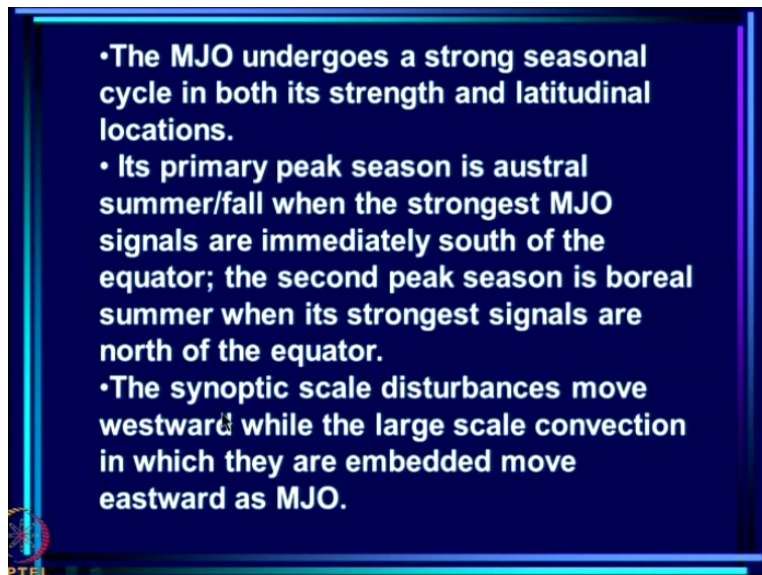 •The MJO undergoes a strong seasonal
cycle in both its strength and latitudinal
locations.
• Its primary peak season is austral
summer/fall when the strongest MJO
signals are immediately south of the
equator; the second peak season is boreal
summer when its strongest signals are
north of the equator.
•The synoptic scale disturbances move
westward while the large scale convection
in which they are embedded move
eastward as MJO.